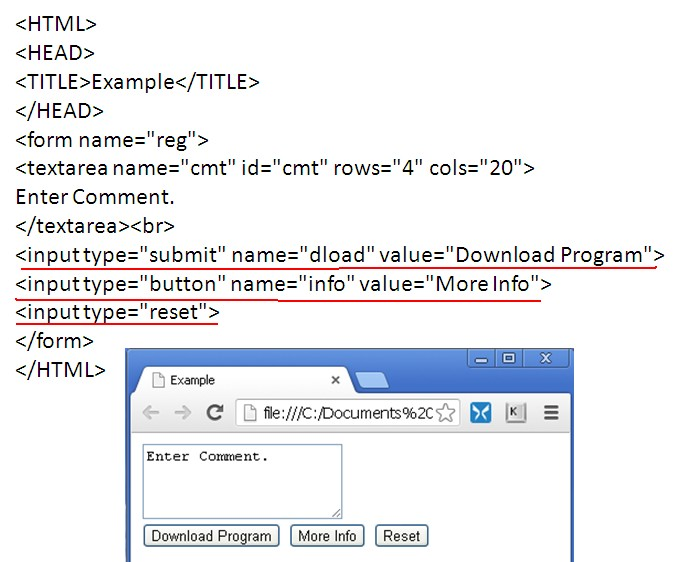 <HTML>
<HEAD>
<TITLE>Example</TITLE>
</HEAD>
<form name="reg">
<textarea name="cmt" id="cmt" rows="4" cols="20">
Enter Comment.
</textarea><br>
<input type="submit" name="dload" value="Download Program">
<input type="button" name="info" value="More Info">
<input type="reset">
</form>
</HTML>
Example
file:///C:/Documents%2C
K
Enter Comment.
Download Program More Info Reset